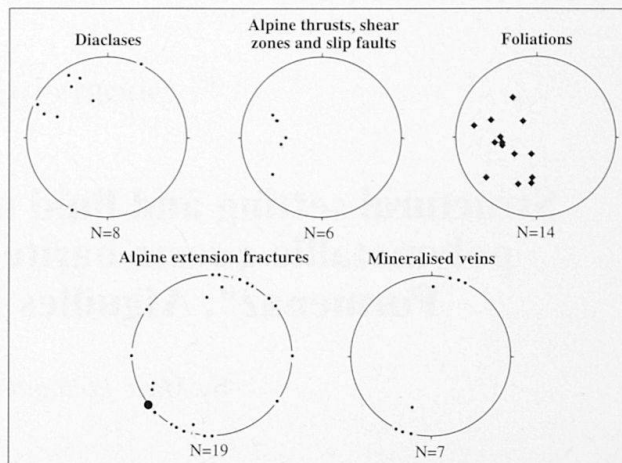 Diaclases
Alpine thrusts, shear
zones and slip faults
Foliations
N=8
N=6
N=14
Alpine extension fractures
Mineralised veins
N=19
N=7